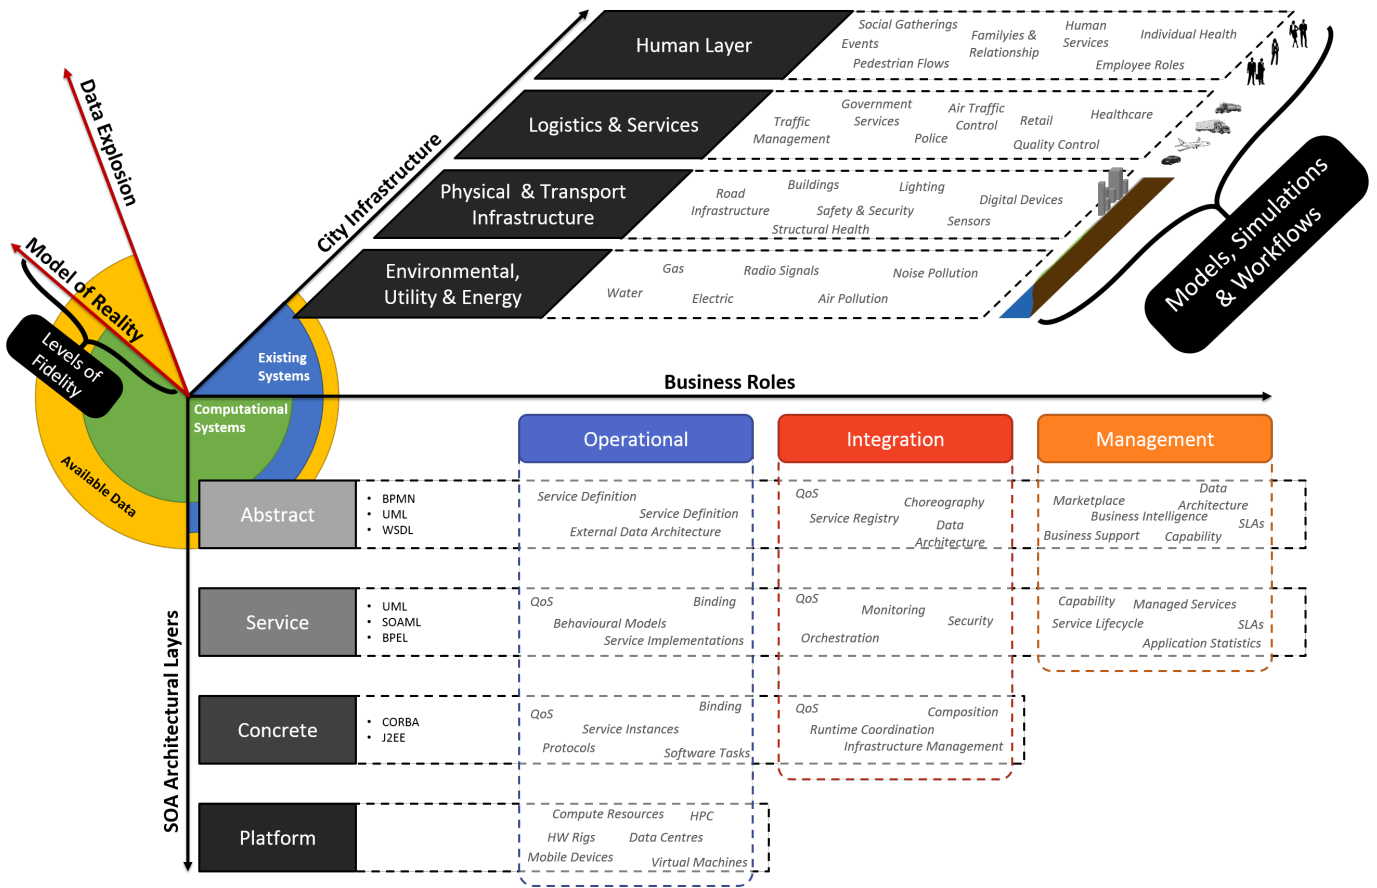 Data Explosion
Model of Reality
Levels of
Fidelity
Available Data
Computational
Systems
Existing
Systems
City Infrastructure
Human Layer
Social Gatherings
Events
Pedestrian Flows
Familyies &
Relationship
Human
Services
Individual Health
Employee Roles
Logistics & Services
Traffic
Management
Government
Services
Police
Air Traffic
Control
Retail
Quality Control
Healthcare
Physical & Transport
Infrastructure
Road
Infrastructure
Buildings
Safety & Security
Structural Health
Lighting
Sensors
Digital Devices
Environmental,
Utility & Energy
Water
Gas
Electric
Radio Signals
Air Pollution
Noise Pollution
Models, Simulations
& Workflows
Business Roles
Operational
Integration
Management
SOA Architectural Layers
Abstract
• BPMN
• UML
• WSDL
Service Definition
Service Definition
External Data Architecture
QoS
Choreography
Service Registry
Data
Architecture
Marketplace
Data
Architecture
Business Intelligence
SLAs
Business Support
Capability
Service
• UML
• SOAML
• BPEL
QoS
Binding
Behavioural Models
Service Implementations
QoS
Monitoring
Security
Orchestration
Capability
Managed Services
Service Lifecycle
SLAs
Application Statistics
Concrete
• CORBA
• J2EE
QoS
Binding
Service Instances
Protocols
Software Tasks
QoS
Composition
Runtime Coordination
Infrastructure Management
Platform
Compute Resources
HPC
HW Rigs
Data Centres
Mobile Devices
Virtual Machines